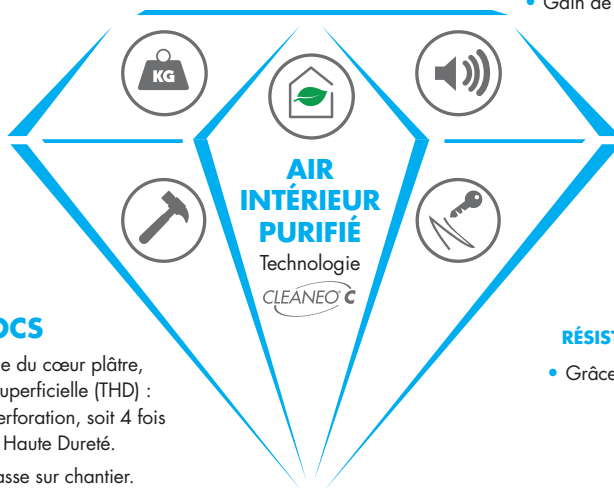 • Gain de
KG
AIR
INTÉRIEUR
PURIFIÉ
Technologie
CLEANEO® C
OCS
e du cœur plâtre,
uperficielle (THD) :
erforation, soit 4 fois
Haute Dureté.
asse sur chantier.
RÉSIST
• Grâce